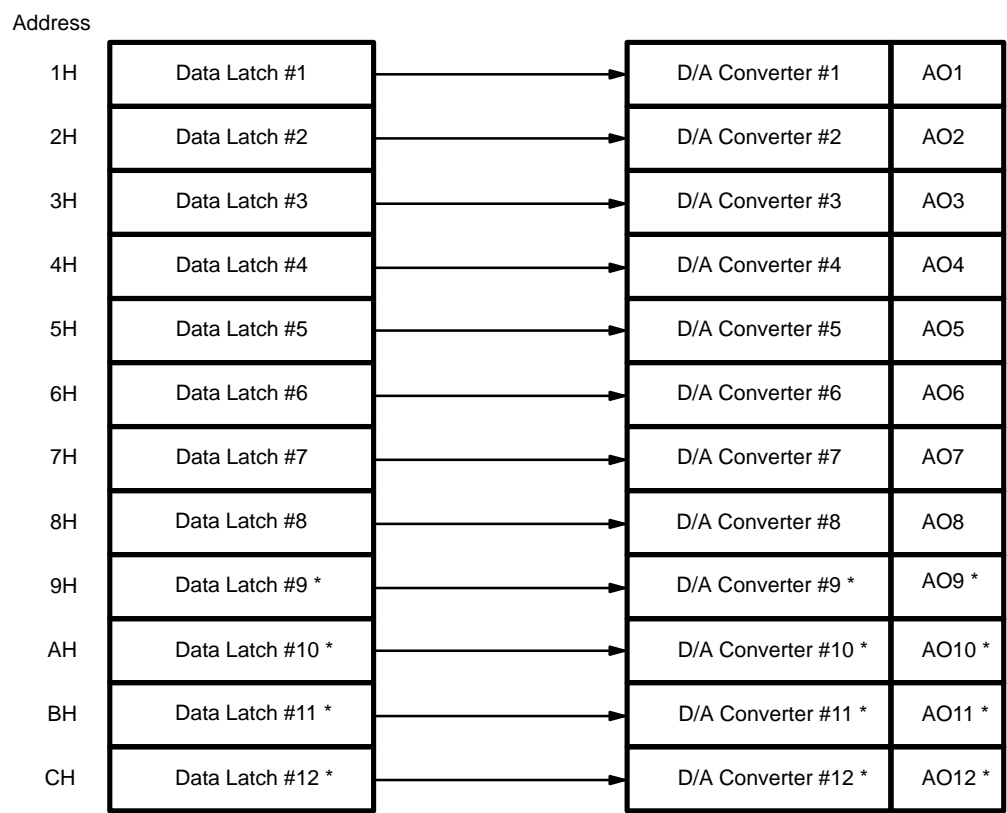 Address
1H Data Latch #1 D/A Converter #1 AO1
2H Data Latch #2 D/A Converter #2 AO2
3H Data Latch #3 D/A Converter #3 AO3
4H Data Latch #4 D/A Converter #4 AO4
5H Data Latch #5 D/A Converter #5 AO5
6H Data Latch #6 D/A Converter #6 AO6
7H Data Latch #7 D/A Converter #7 AO7
8H Data Latch #8 D/A Converter #8 AO8
9H Data Latch #9 * D/A Converter #9 * AO9 *
AH Data Latch #10 * D/A Converter #10 * AO10 *
BH Data Latch #11 * D/A Converter #11 * AO11 *
CH Data Latch #12 * D/A Converter #12 * AO12 *